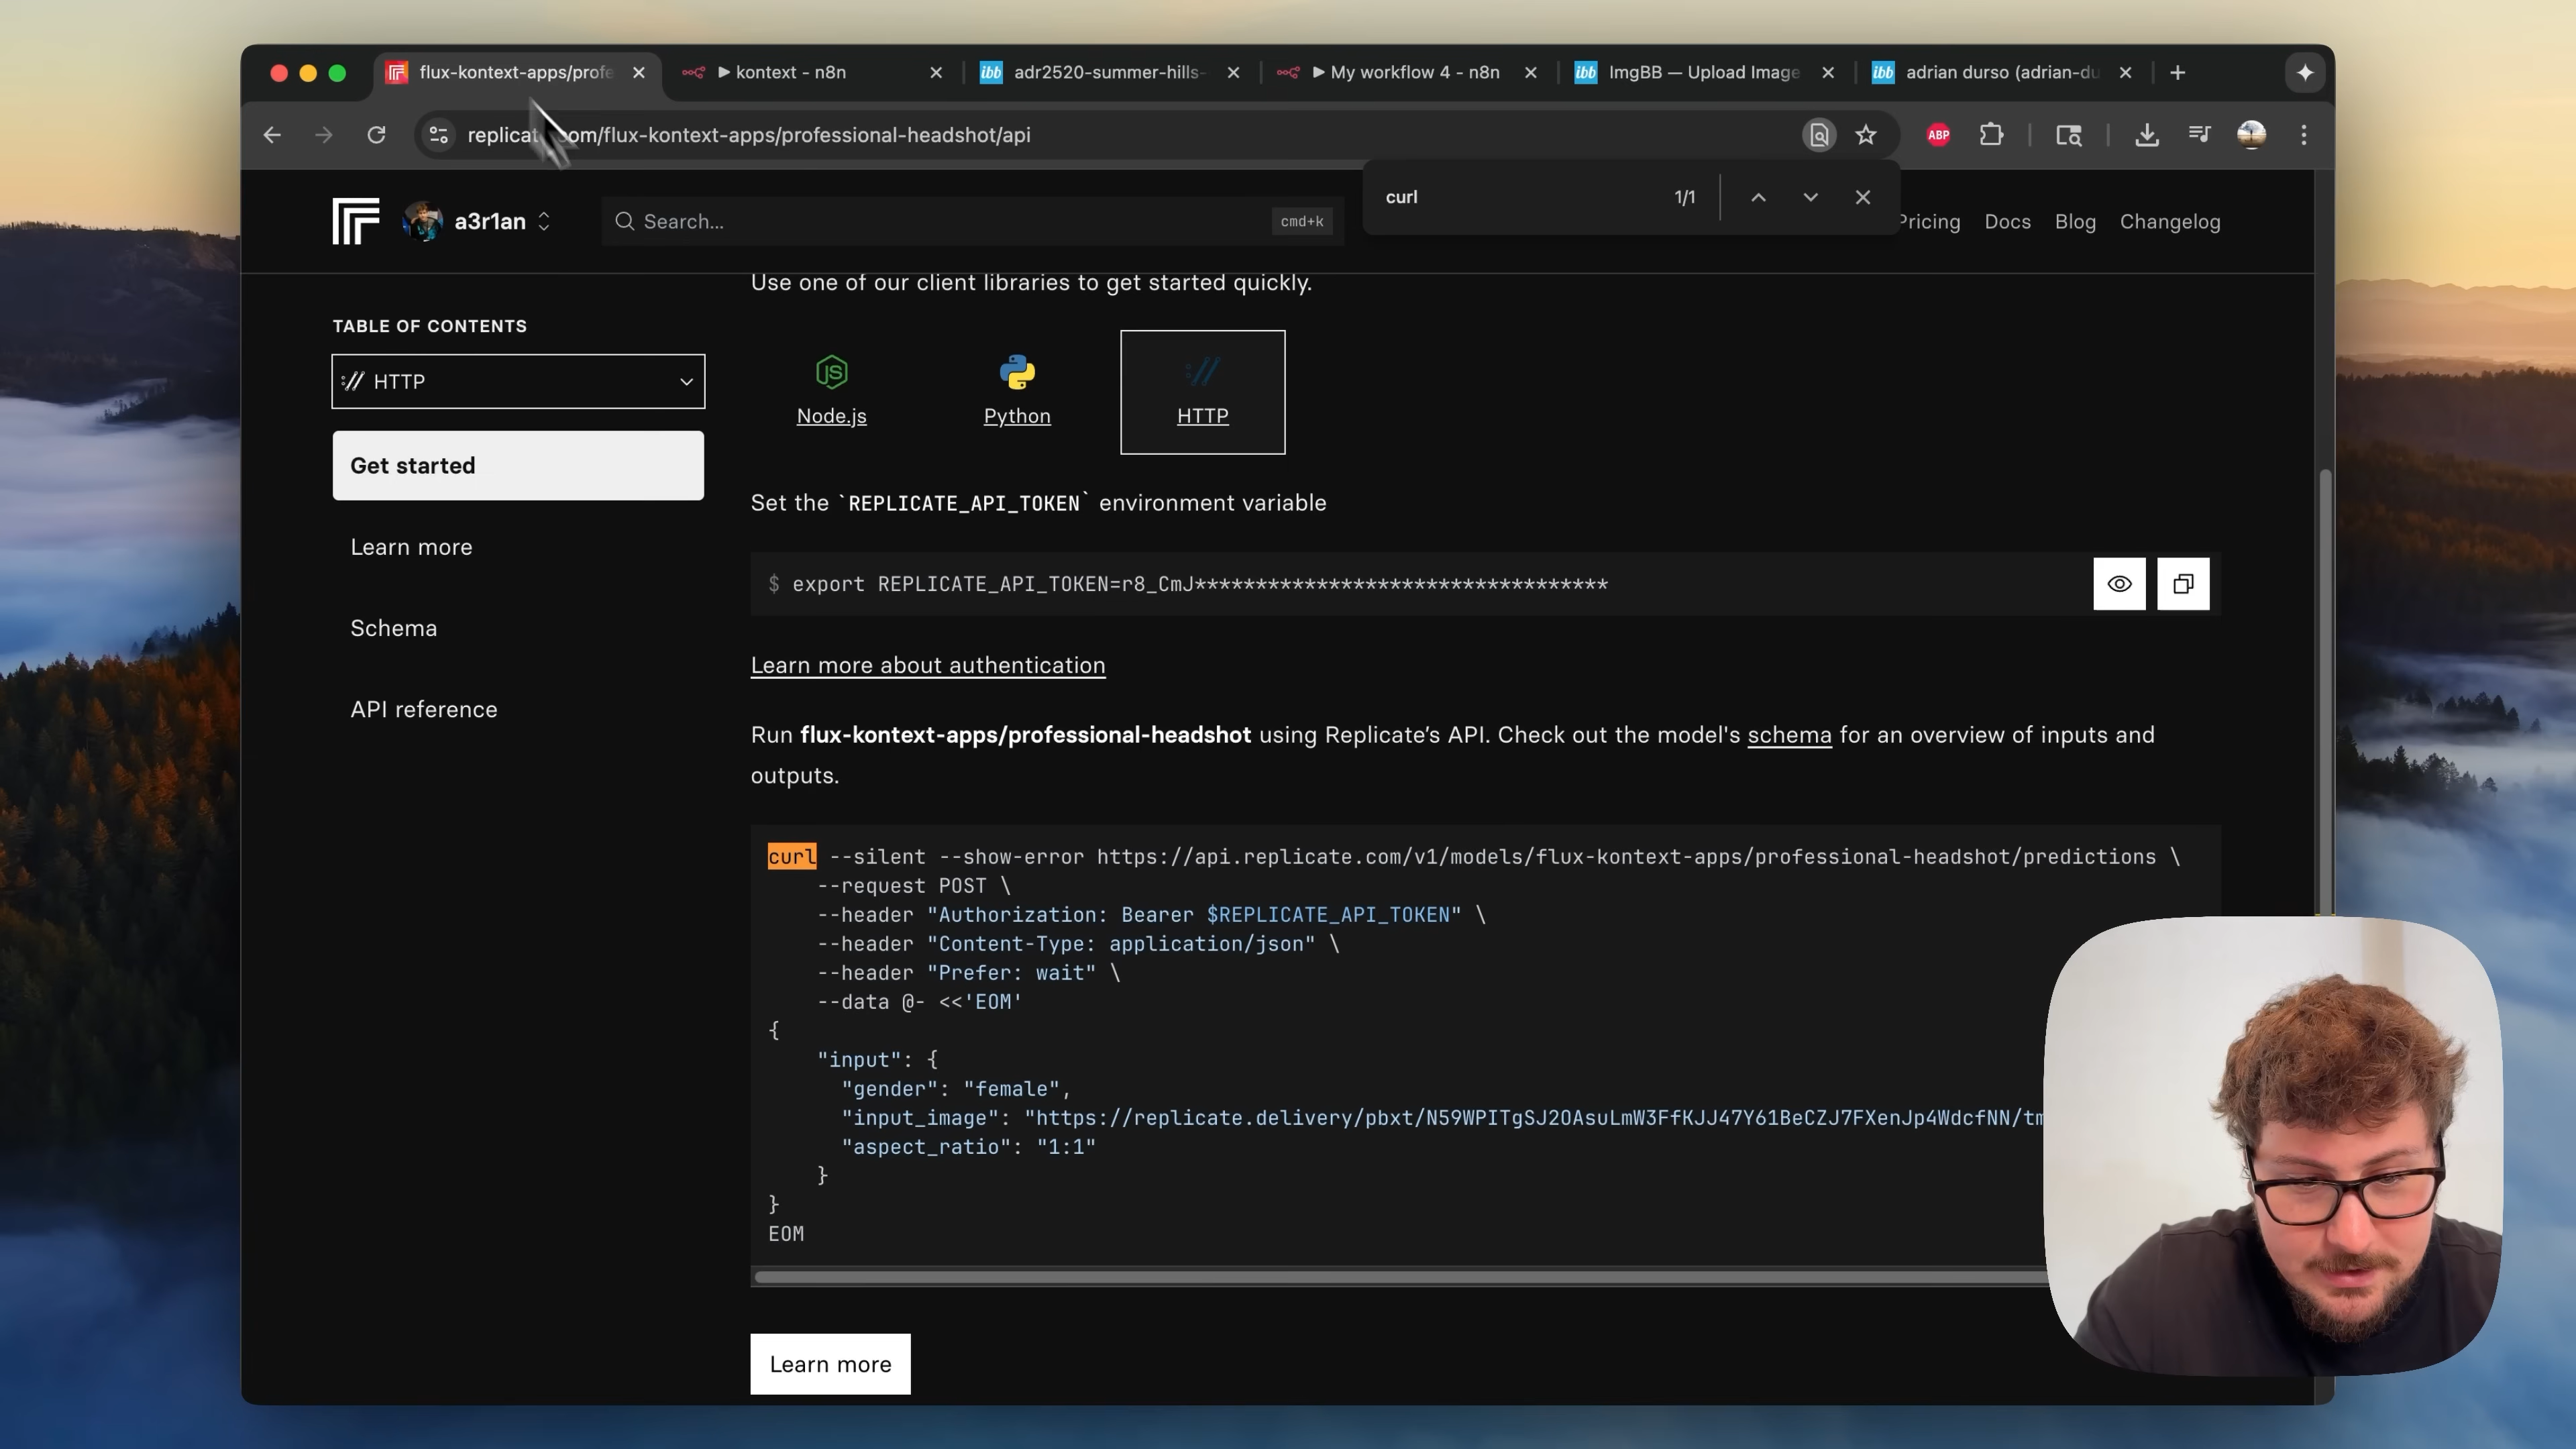 flux-kontext-apps/profe
kontext - n8n
ibb
adr2520-summer-hills-
My workflow 4 - n8n
ibb
ImgBB — Upload Image
ibb
adrian durso (adrian-du
replicat om/flux-kontext-apps/professional-headshot/api
ABP
curl
1/1
a3r1an
Search...
cmd+k
Pricing
Docs
Blog
Changelog
Use one of our client libraries to get started quickly.
TABLE OF CONTENTS
HTTP
Get started
Learn more
Schema
API reference
JS
Node.js
Python
HTTP
Set the `REPLICATE_API_TOKEN` environment variable
$ export REPLICATE_API_TOKEN=r8_CmJ**********************************
Learn more about authentication
Run flux-kontext-apps/professional-headshot using Replicate’s API. Check out the model's schema for an overview of inputs and
outputs.
curl --silent --show-error https://api.replicate.com/v1/models/flux-kontext-apps/professional-headshot/predictions \
--request POST \
--header "Authorization: Bearer $REPLICATE_API_TOKEN" \
--header "Content-Type: application/json" \
--header "Prefer: wait" \
--data @- <<'EOM'
{
"input": {
"gender": "female",
"input_image": "https://replicate.delivery/pbxt/N59WPITgSJ2OAsuLmW3FfKJJ47Y61BeCZJ7FXenJp4WdcfNN/tm
"aspect_ratio": "1:1"
}
}
EOM
Learn more